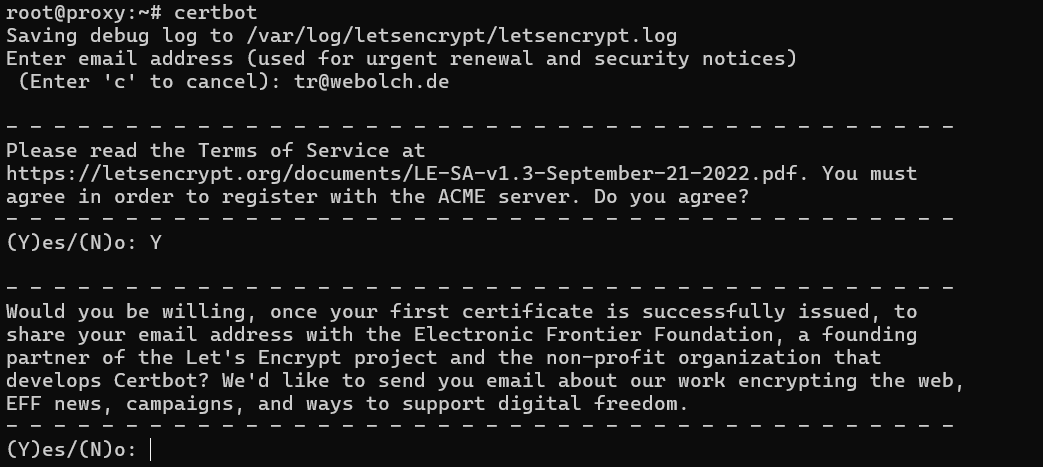 root@proxy:~# certbot
Saving debug log to /var/log/letsencrypt/letsencrypt.log
Enter email address (used for urgent renewal and security notices)
 (Enter 'c' to cancel): tr@webolch.de

- - - - - - - - - - - - - - - - - - - - - - - - - - - - - - - - - - - - - - - -
Please read the Terms of Service at
https://letsencrypt.org/documents/LE-SA-v1.3-September-21-2022.pdf. You must
agree in order to register with the ACME server. Do you agree?
- - - - - - - - - - - - - - - - - - - - - - - - - - - - - - - - - - - - - - - -
(Y)es/(N)o: Y

- - - - - - - - - - - - - - - - - - - - - - - - - - - - - - - - - - - - - - - -
Would you be willing, once your first certificate is successfully issued, to
share your email address with the Electronic Frontier Foundation, a founding
partner of the Let's Encrypt project and the non-profit organization that
develops Certbot? We'd like to send you email about our work encrypting the web,
EFF news, campaigns, and ways to support digital freedom.
- - - - - - - - - - - - - - - - - - - - - - - - - - - - - - - - - - - - - - - -
(Y)es/(N)o: